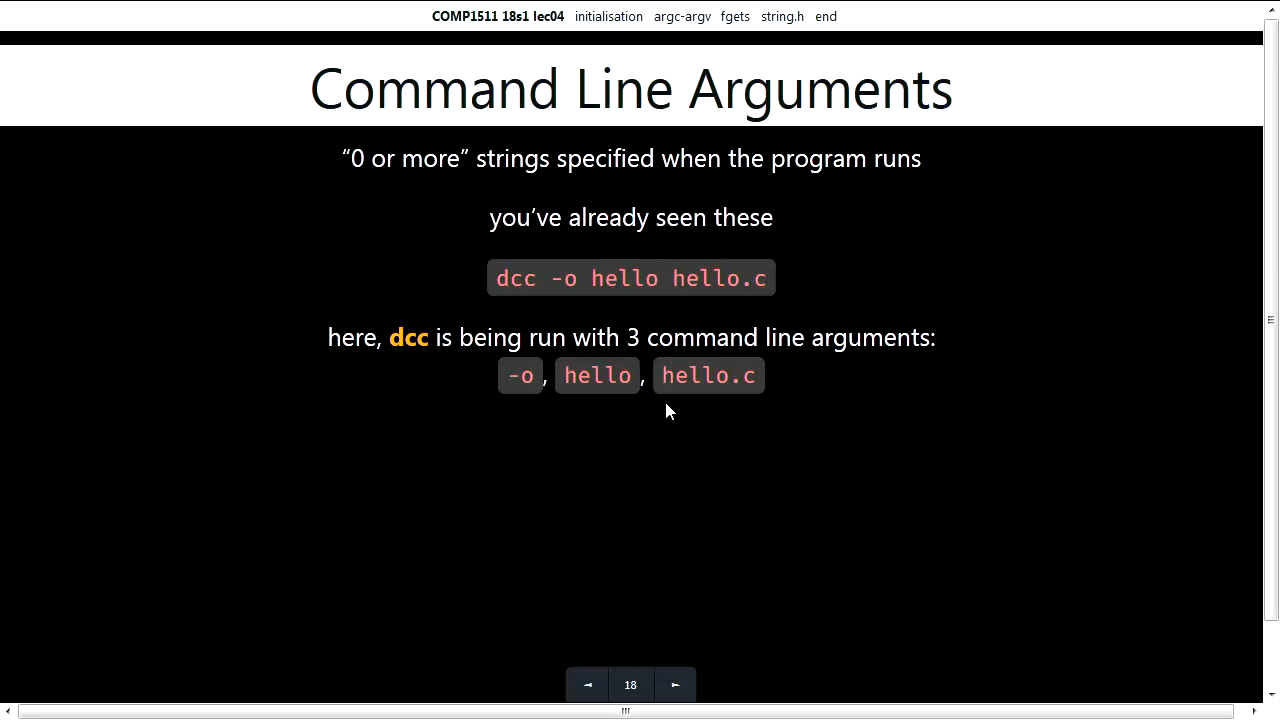 COMP1511 18s1 lec04 initialisation argc-argv fgets string.h end
Command Line Arguments
“0 or more” strings specified when the program runs
you’ve already seen these
dcc -o hello hello.c
here, dcc is being run with 3 command line arguments:
-o, hello, hello.c
18